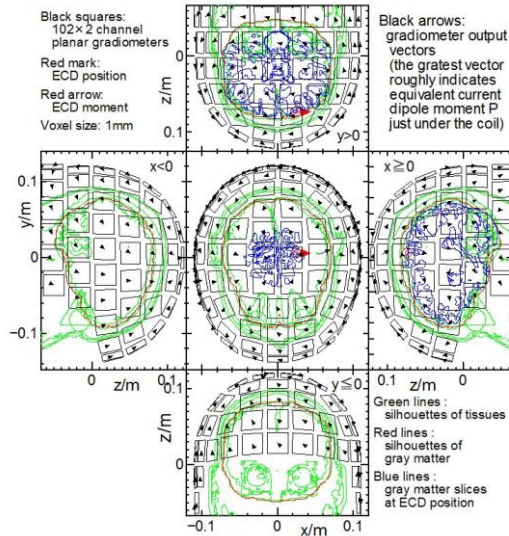 Black squares:
102×2 channel
planar gradiometers
Red mark:
ECD position
Red arrow:
ECD moment
Voxel size: 1mm
z/m
0
0.1
y>0
Black arrows:
gradiometer output
vectors
(the gratest vector
roughly indicates
equivalent current
dipole moment P
just under the coil)
y/m
0.1
0
−0.1
x<0
x≧0
0
0.1
z/m
0.1
0
z/m
z/m
0.1
0
y≦0
−0.1
0
0.1
x/m
Green lines :
silhouettes of tissues
Red lines :
silhouettes of
gray matter
Blue lines :
gray matter slices
at ECD position